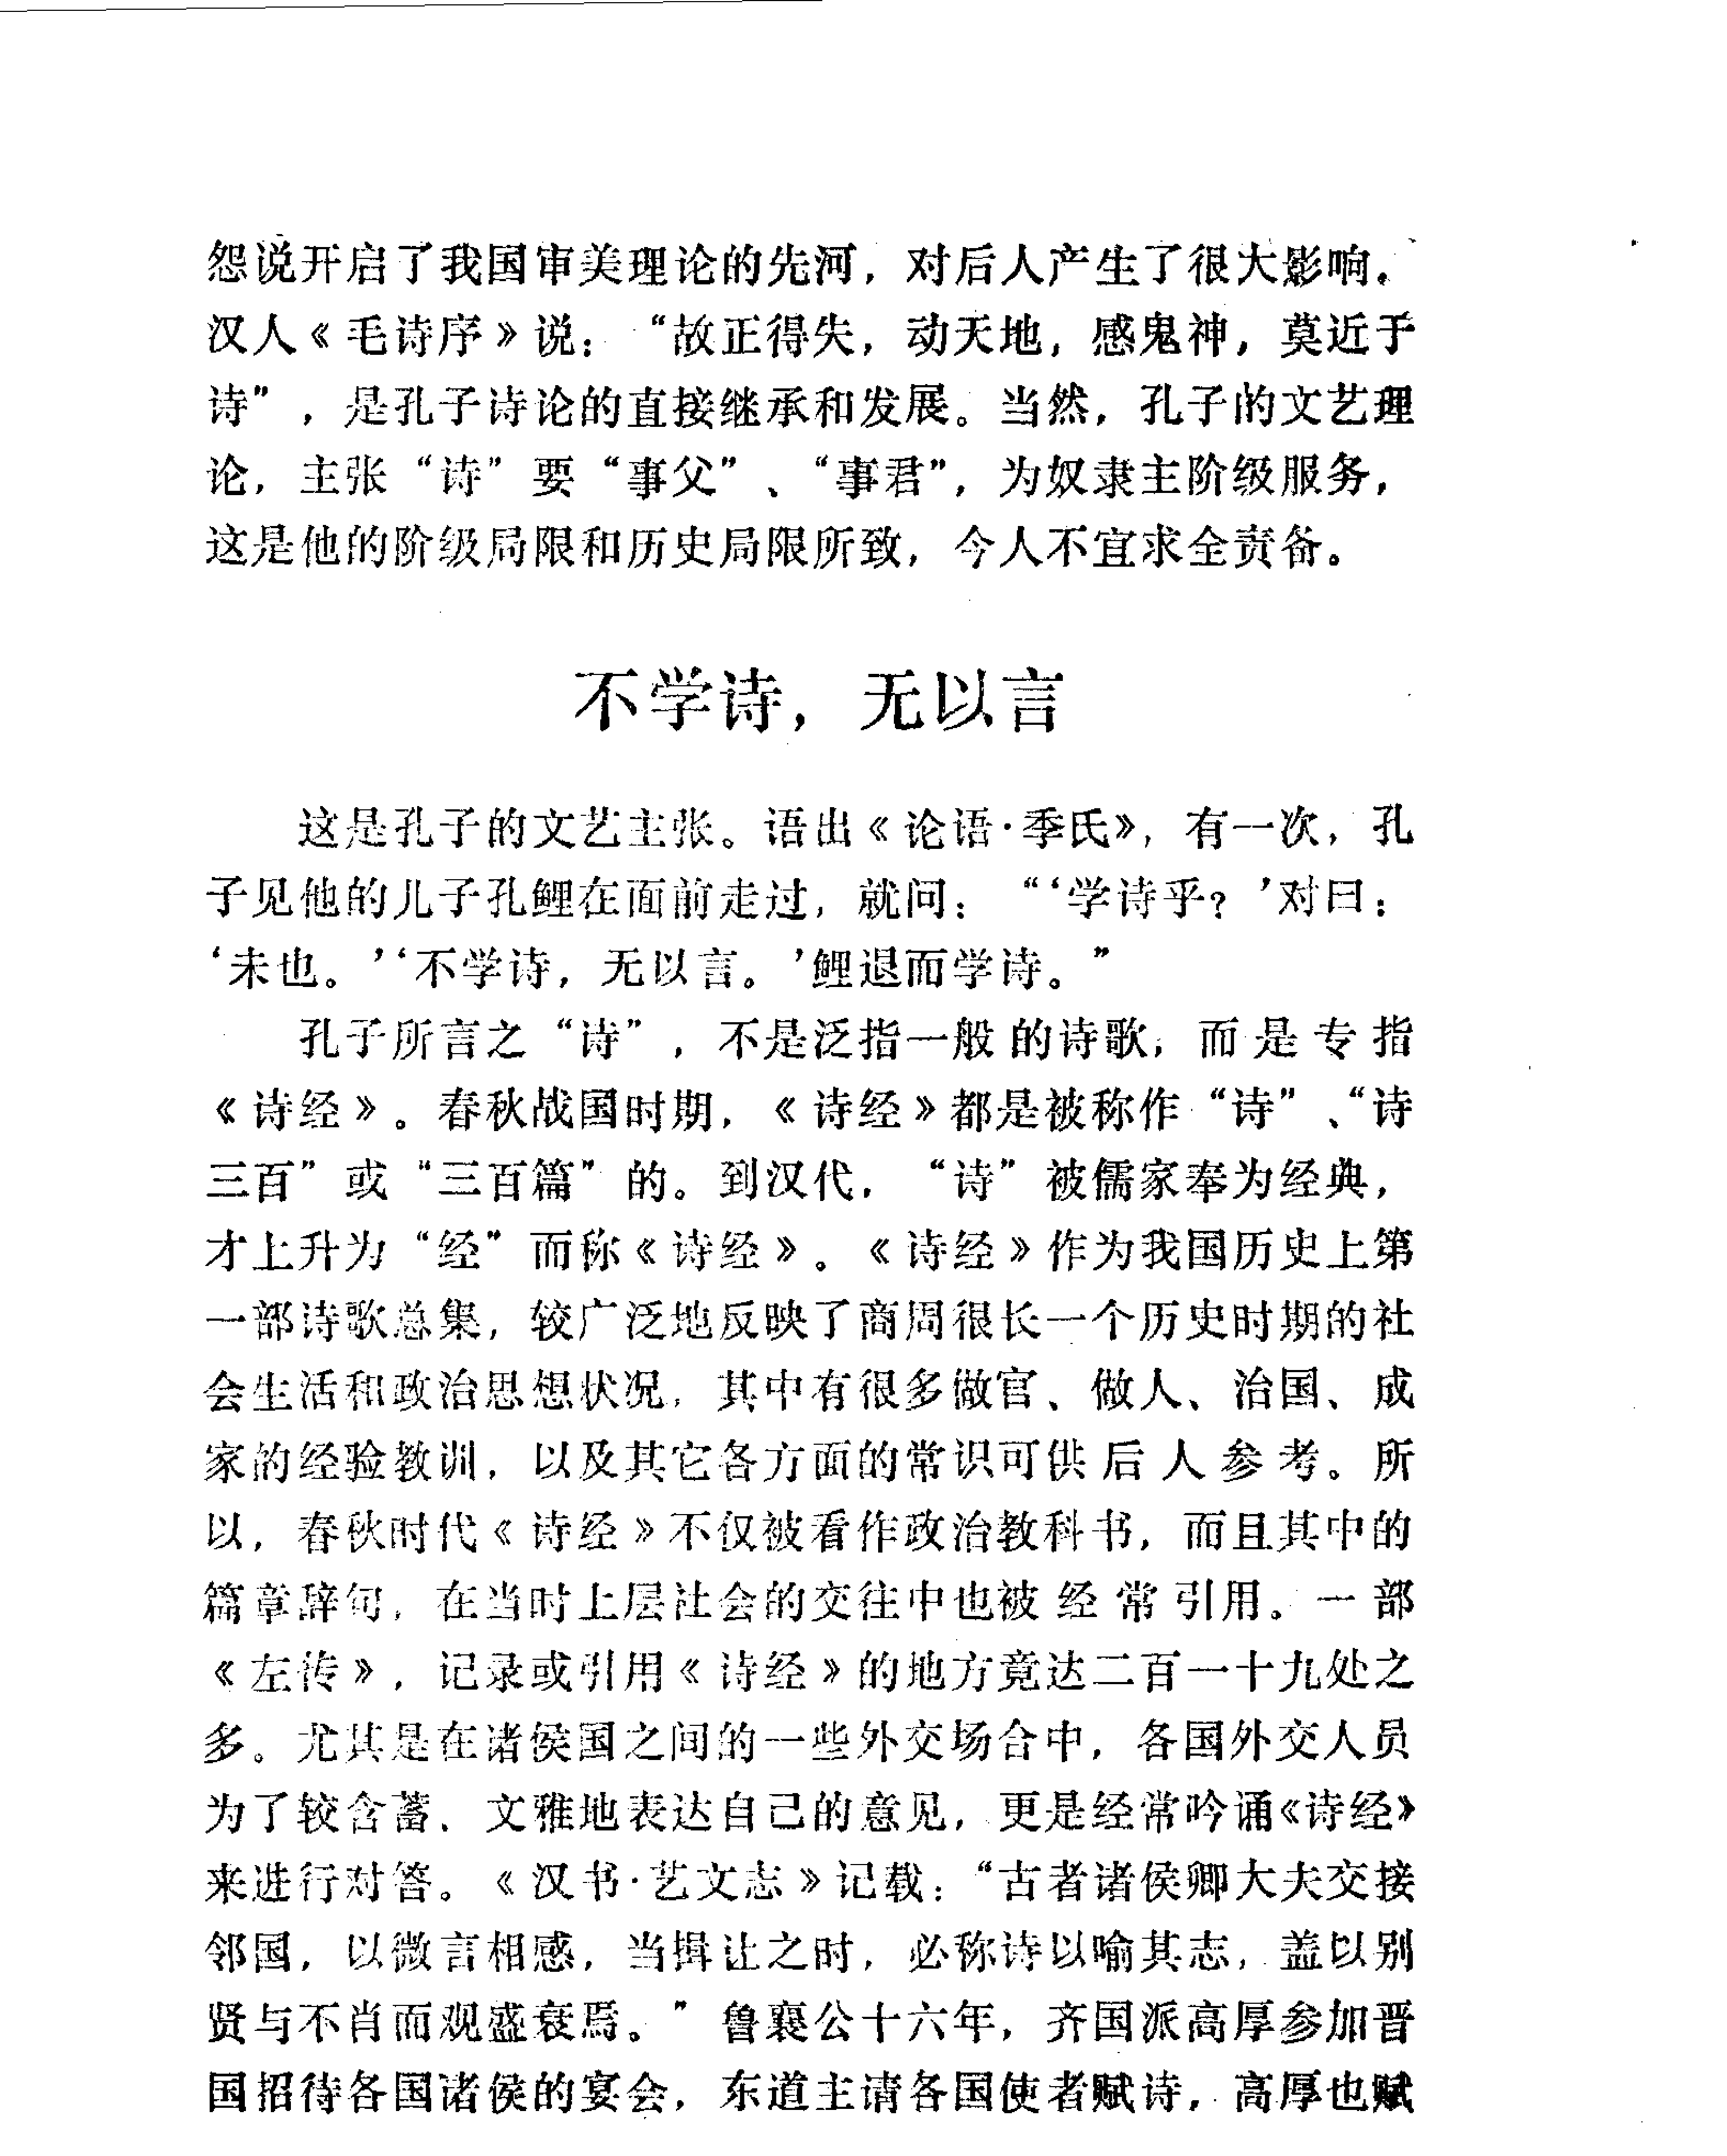 怨说开启了我国审美理论的先河，对后人产生了很大影响。
汉人《毛诗序》说：“故正得失，动天地，感鬼神，莫近于
诗”，是孔子诗论的直接继承和发展。当然，孔子的文艺理
论，主张“诗”要“事父”、“事君”，为奴隶主阶级服务，
这是他的阶级局限和历史局限所致，今人不宜求全责备。
不学诗，无以言
这是孔子的文艺主张。语出《论语·季氏》，有一次，孔
子见他的儿子孔鲤在面前走过，就问：“‘学诗乎？’对曰：
‘未也。’‘不学诗，无以言。’鲤退而学诗。”
孔子所言之“诗”，不是泛指一般的诗歌，而是专指
《诗经》。春秋战国时期，《诗经》都是被称作“诗”、“诗
三百”或“三百篇”的。到汉代，“诗”被儒家奉为经典，
才上升为“经”而称《诗经》。《诗经》作为我国历史上第
一部诗歌总集，较广泛地反映了商周很长一个历史时期的社
会生活和政治思想状况，其中有很多做官、做人、治国、成
家的经验教训，以及其它各方面的常识可供后人参考。所
以，春秋时代《诗经》不仅被看作政治教科书，而且其中的
篇章辞句，在当时上层社会的交往中也被经常引用。一部
《左传》，记录或引用《诗经》的地方竟达二百一十九处之
多。尤其是在诸侯国之间的一些外交场合中，各国外交人员
为了较含蓄、文雅地表达自己的意见，更是经常吟诵《诗经》
来进行对答。《汉书·艺文志》记载：“古者诸侯卿大夫交接
邻国，以微言相感，当揖让之时，必称诗以喻其志，盖以别
贤与不肖而观盛衰焉。”鲁襄公十六年，齐国派高厚参加晋
国招待各国诸侯的宴会，东道主请各国使者赋诗，高厚也赋